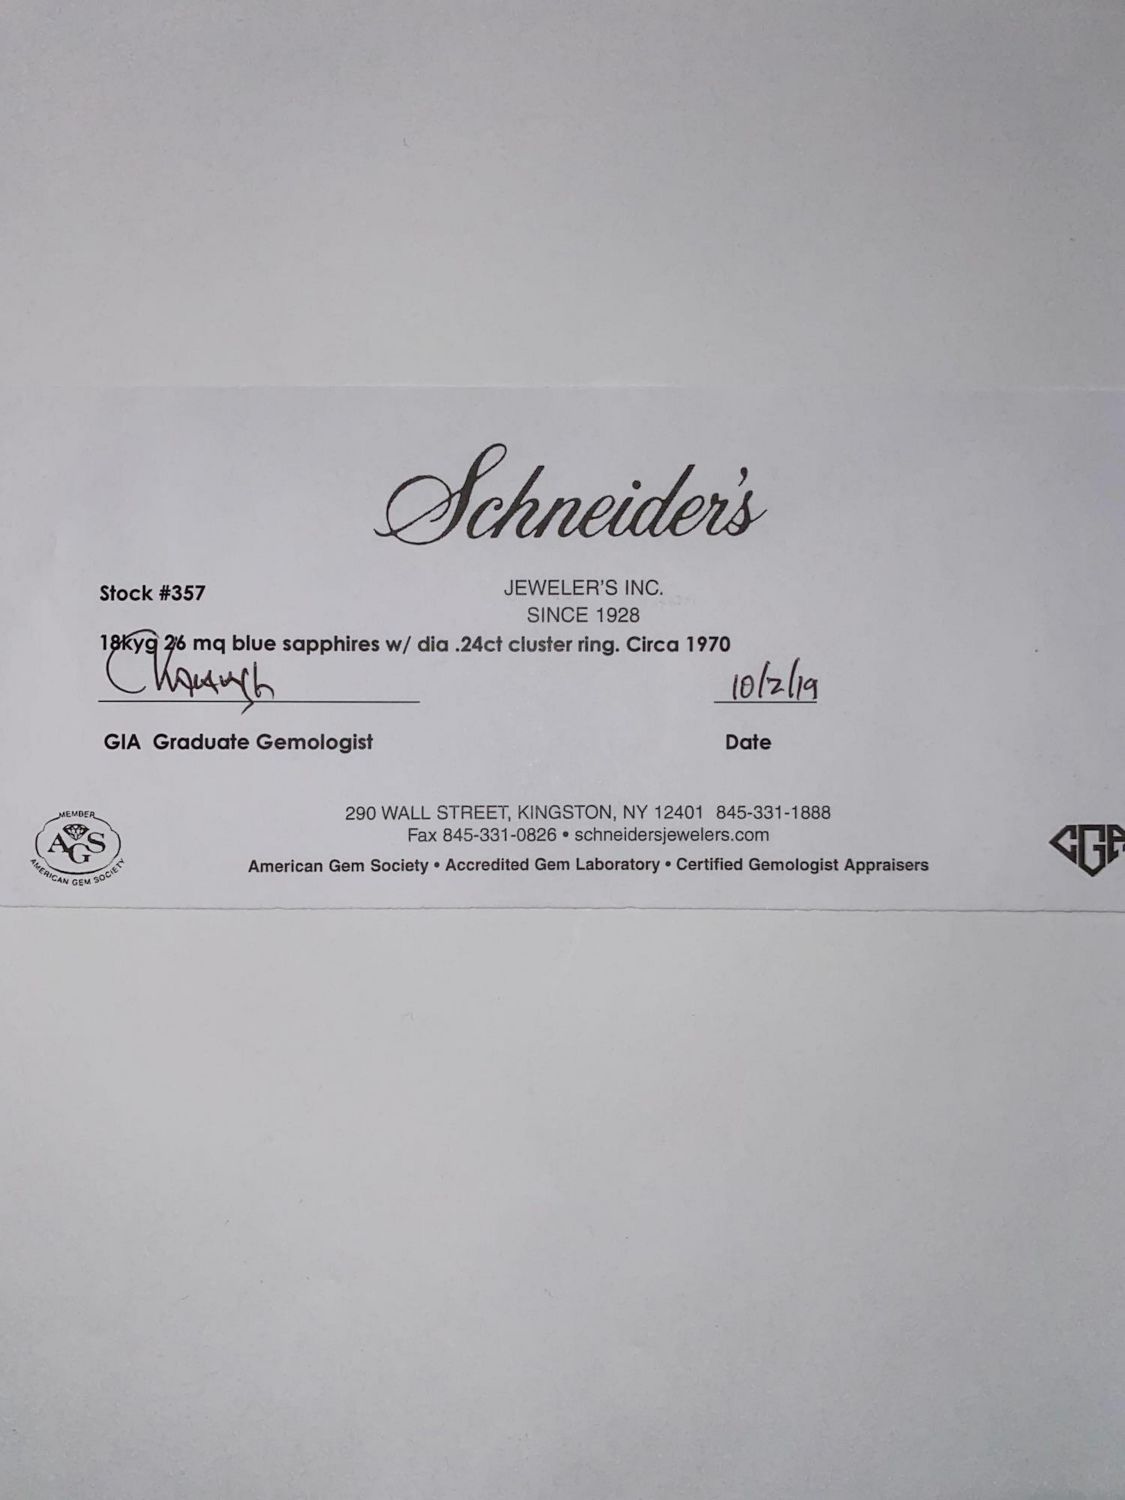 Schneider's
JEWELER'S INC.
SINCE 1928
Stock #357
18kyg 26 mq blue sapphires w/ dia .24ct cluster ring. Circa 1970
10/2/19
GIA Graduate Gemologist
Date
290 WALL STREET, KINGSTON, NY 12401 845-331-1888
Fax 845-331-0826 • schneidersjewelers.com
American Gem Society • Accredited Gem Laboratory • Certified Gemologist Appraisers
MEMBER
AGS
AMERICAN GEM SOCIETY